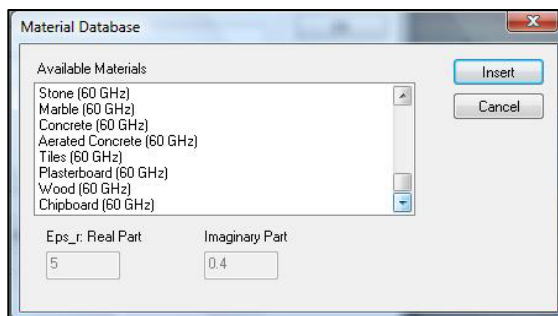 Material Database
Available Materials
Insert
Stone (60 GHz)
Marble (60 GHz)
Cancel
Concrete (60 GHz)
Aerated Concrete (60 GHz)
Tiles (60 GHz)
Plasterboard (60 GHz)
Wood (60 GHz)
Chipboard (60 GHz)
Eps_r: Real Part
Imaginary Part
5
0.4